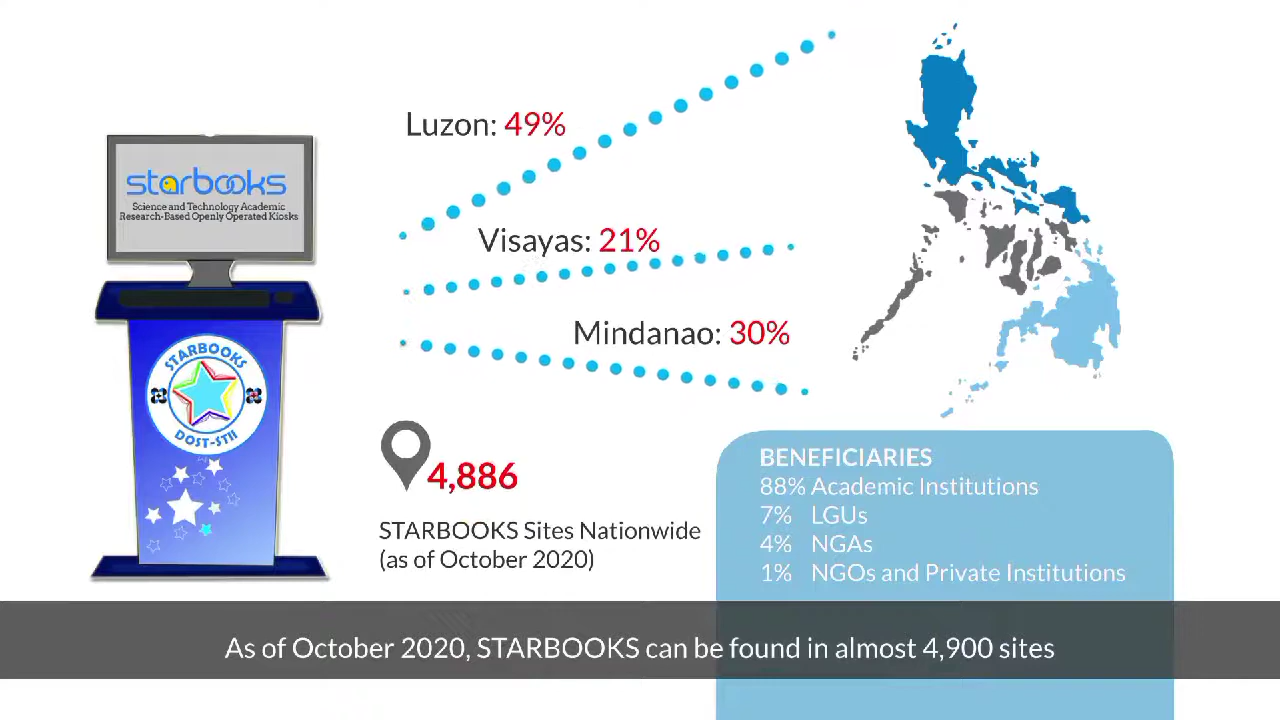 starbooks
Science and Technology Academic
Research-Based Openly Operated Kiosks
STARBOOKS
DOST-STII
Luzon: 49%
Visayas: 21%
Mindanao: 30%
4,886
STARBOOKS Sites Nationwide
(as of October 2020)
BENEFICIARIES
88% Academic Institutions
7% LGUs
4% NGAs
1% NGOs and Private Institutions
As of October 2020, STARBOOKS can be found in almost 4,900 sites